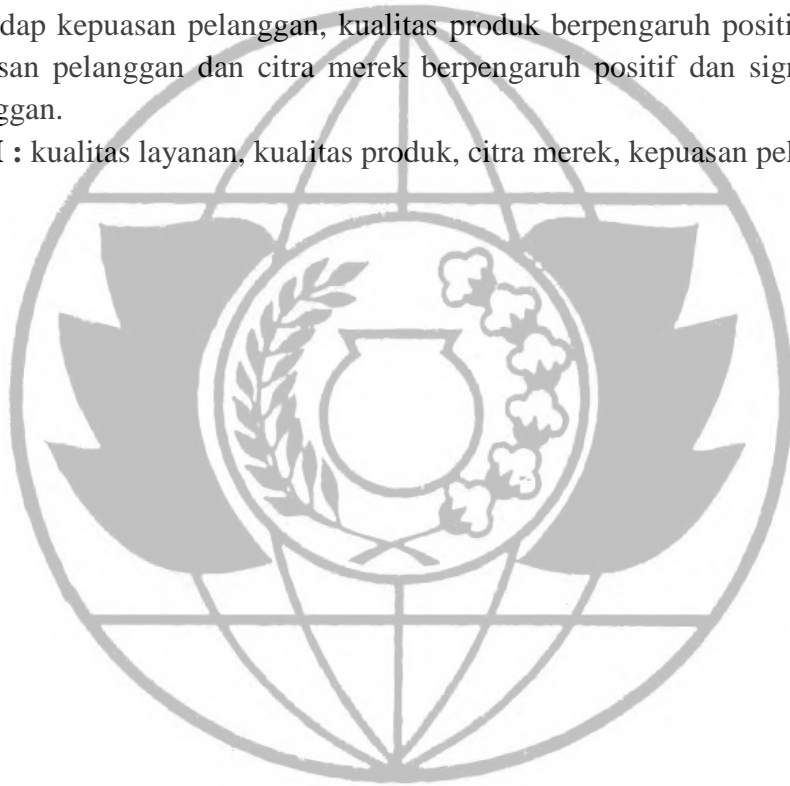 dap kepuasan pelanggan, kualitas produk berpengaruh positi
san pelanggan dan citra merek berpengaruh positif dan sign
ggan.
I : kualitas layanan, kualitas produk, citra merek, kepuasan pel